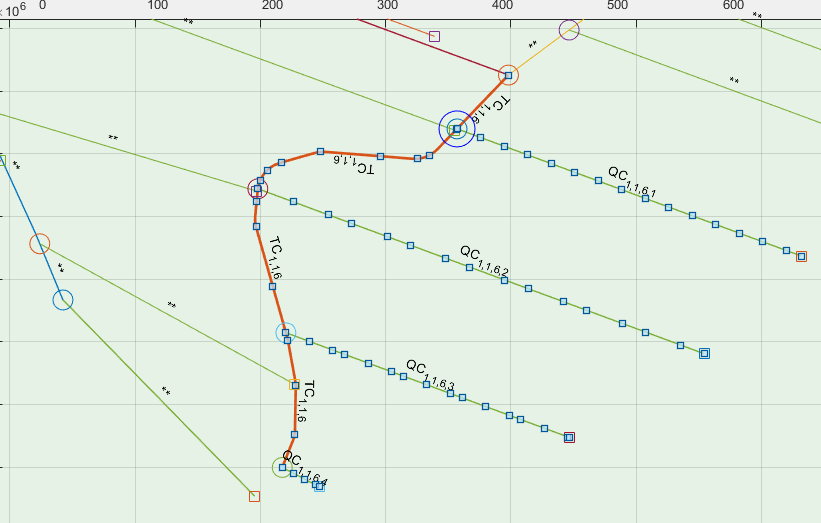 × 10⁶
0 100 200 300 400 500 600
**
**
**
**
**
**
**
**
**
TC1,1,6
TC1,1,6
TC1,1,6
TC1,1,6
QC1,1,6,1
QC1,1,6,2
QC1,1,6,3
QC1,1,6,4